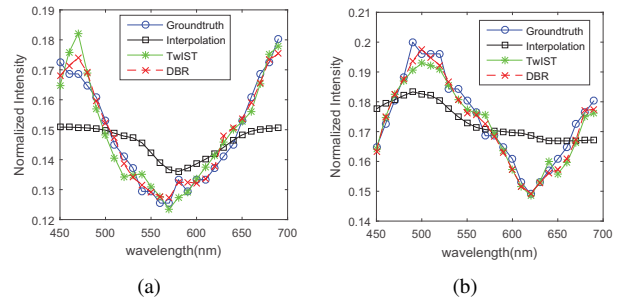 0.19
0.18
0.17
0.16
0.15
0.14
0.13
0.12
Normalized Intensity
Groundtruth
Interpolation
TwIST
DBR
450 500 550 600 650 700
wavelength(nm)
(a)
0.21
0.2
0.19
0.18
0.17
0.16
0.15
0.14
Normalized Intensity
Groundtruth
Interpolation
TwIST
DBR
450 500 550 600 650 700
wavelength(nm)
(b)